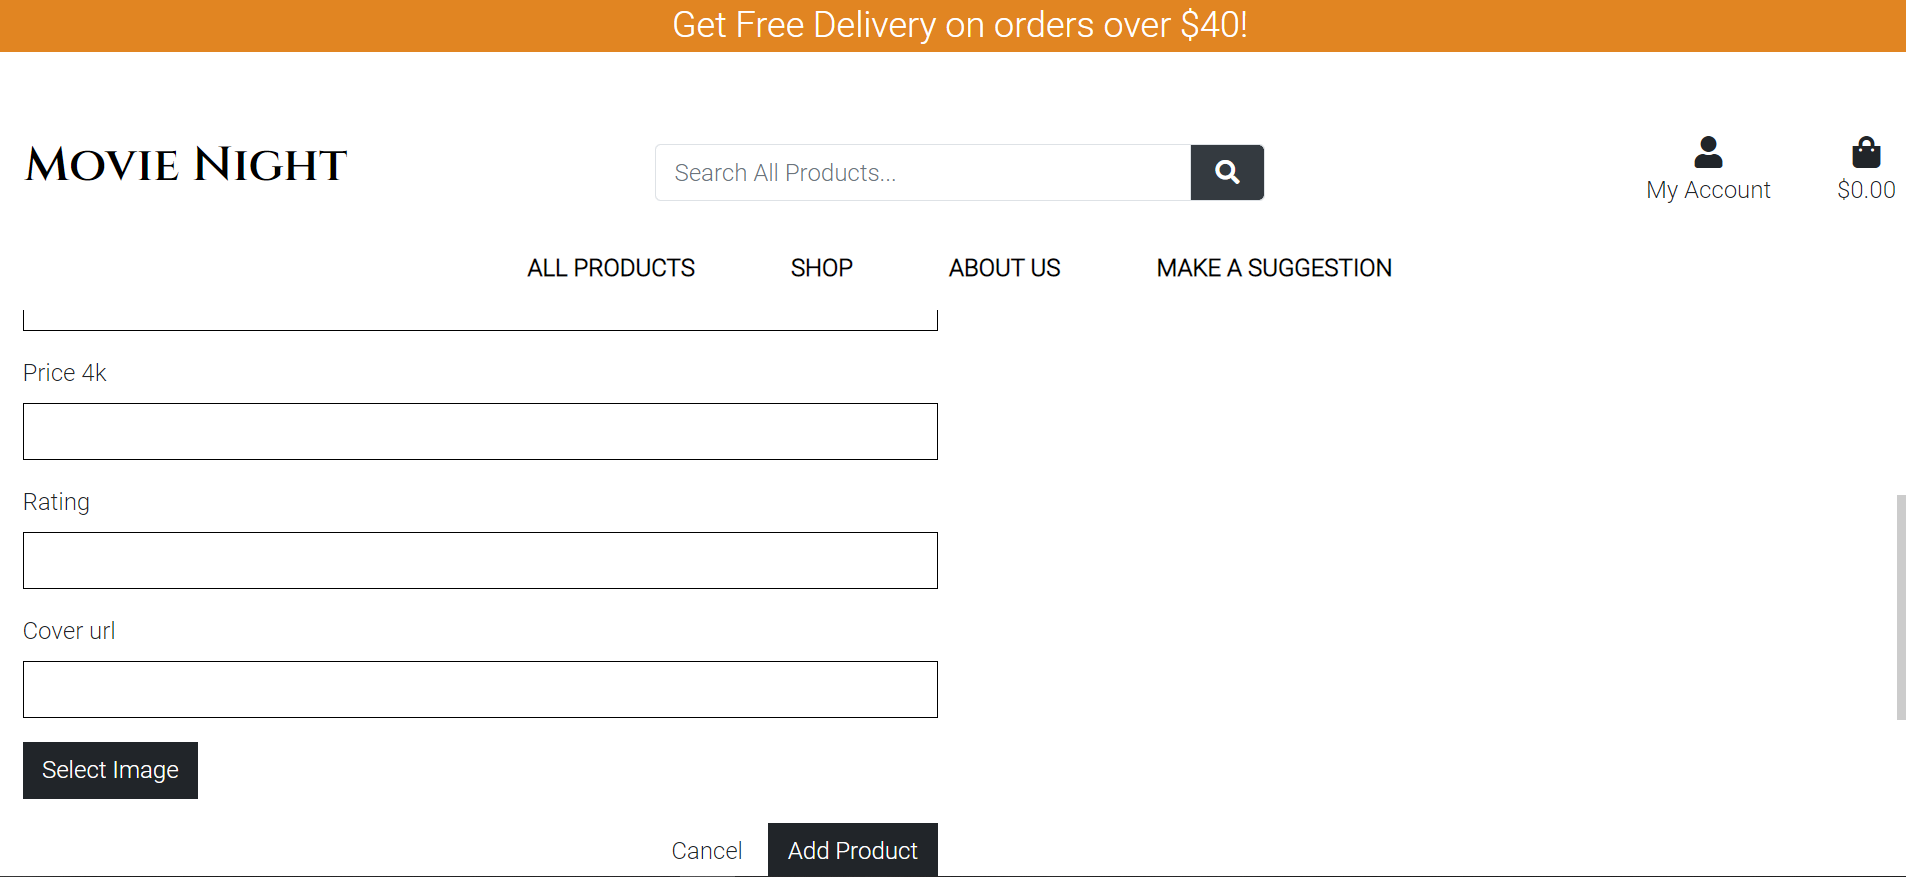 Get Free Delivery on orders over $40!
Movie Night
Search All Products...
My Account
$0.00
ALL PRODUCTS
SHOP
ABOUT US
MAKE A SUGGESTION
Price 4k
Rating
Cover url
Select Image
Cancel
Add Product